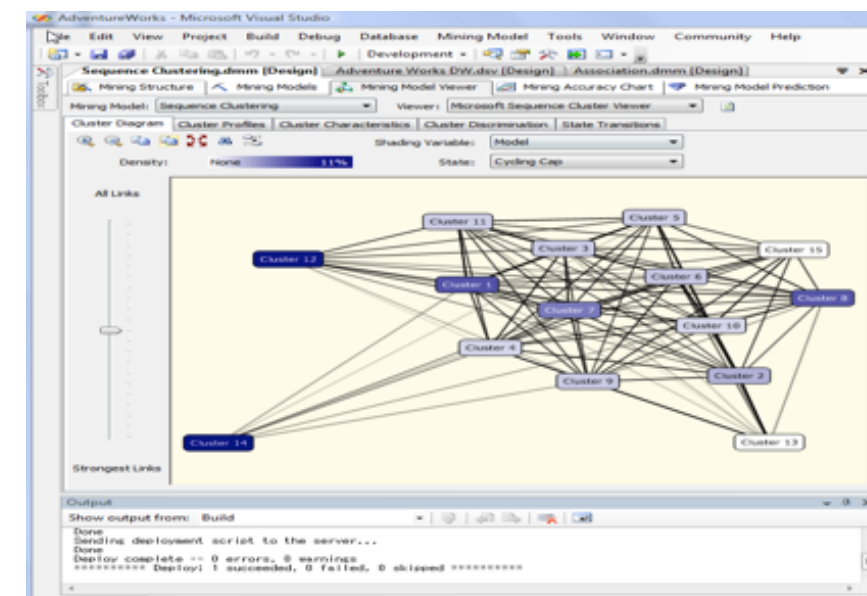 AdventureWorks - Microsoft Visual Studio
File Edit View Project Build Debug Database Mining Model Tools Window Community Help
Development
Toolbox
Sequence Clustering.dmm [Design] Adventure Works DW.dsv [Design] Association.dmm [Design]
Mining Structure Mining Models Mining Model Viewer Mining Accuracy Chart Mining Model Prediction
Mining Model: Sequence Clustering Viewer: Microsoft Sequence Cluster Viewer
Cluster Diagram Cluster Profiles Cluster Characteristics Cluster Discrimination State Transitions
Shading Variable: Model
Density: None 11% State: Cycling Cap
All Links
Cluster 11
Cluster 5
Cluster 3
Cluster 15
Cluster 12
Cluster 6
Cluster 1
Cluster 8
Cluster 7
Cluster 10
Cluster 4
Cluster 2
Cluster 9
Cluster 14
Cluster 13
Strongest Links
Output
Show output from: Build
Done
Sending deployment script to the server...
Done
Deploy complete -- 0 errors, 0 warnings
========== Deploy: 1 succeeded, 0 failed, 0 skipped ==========